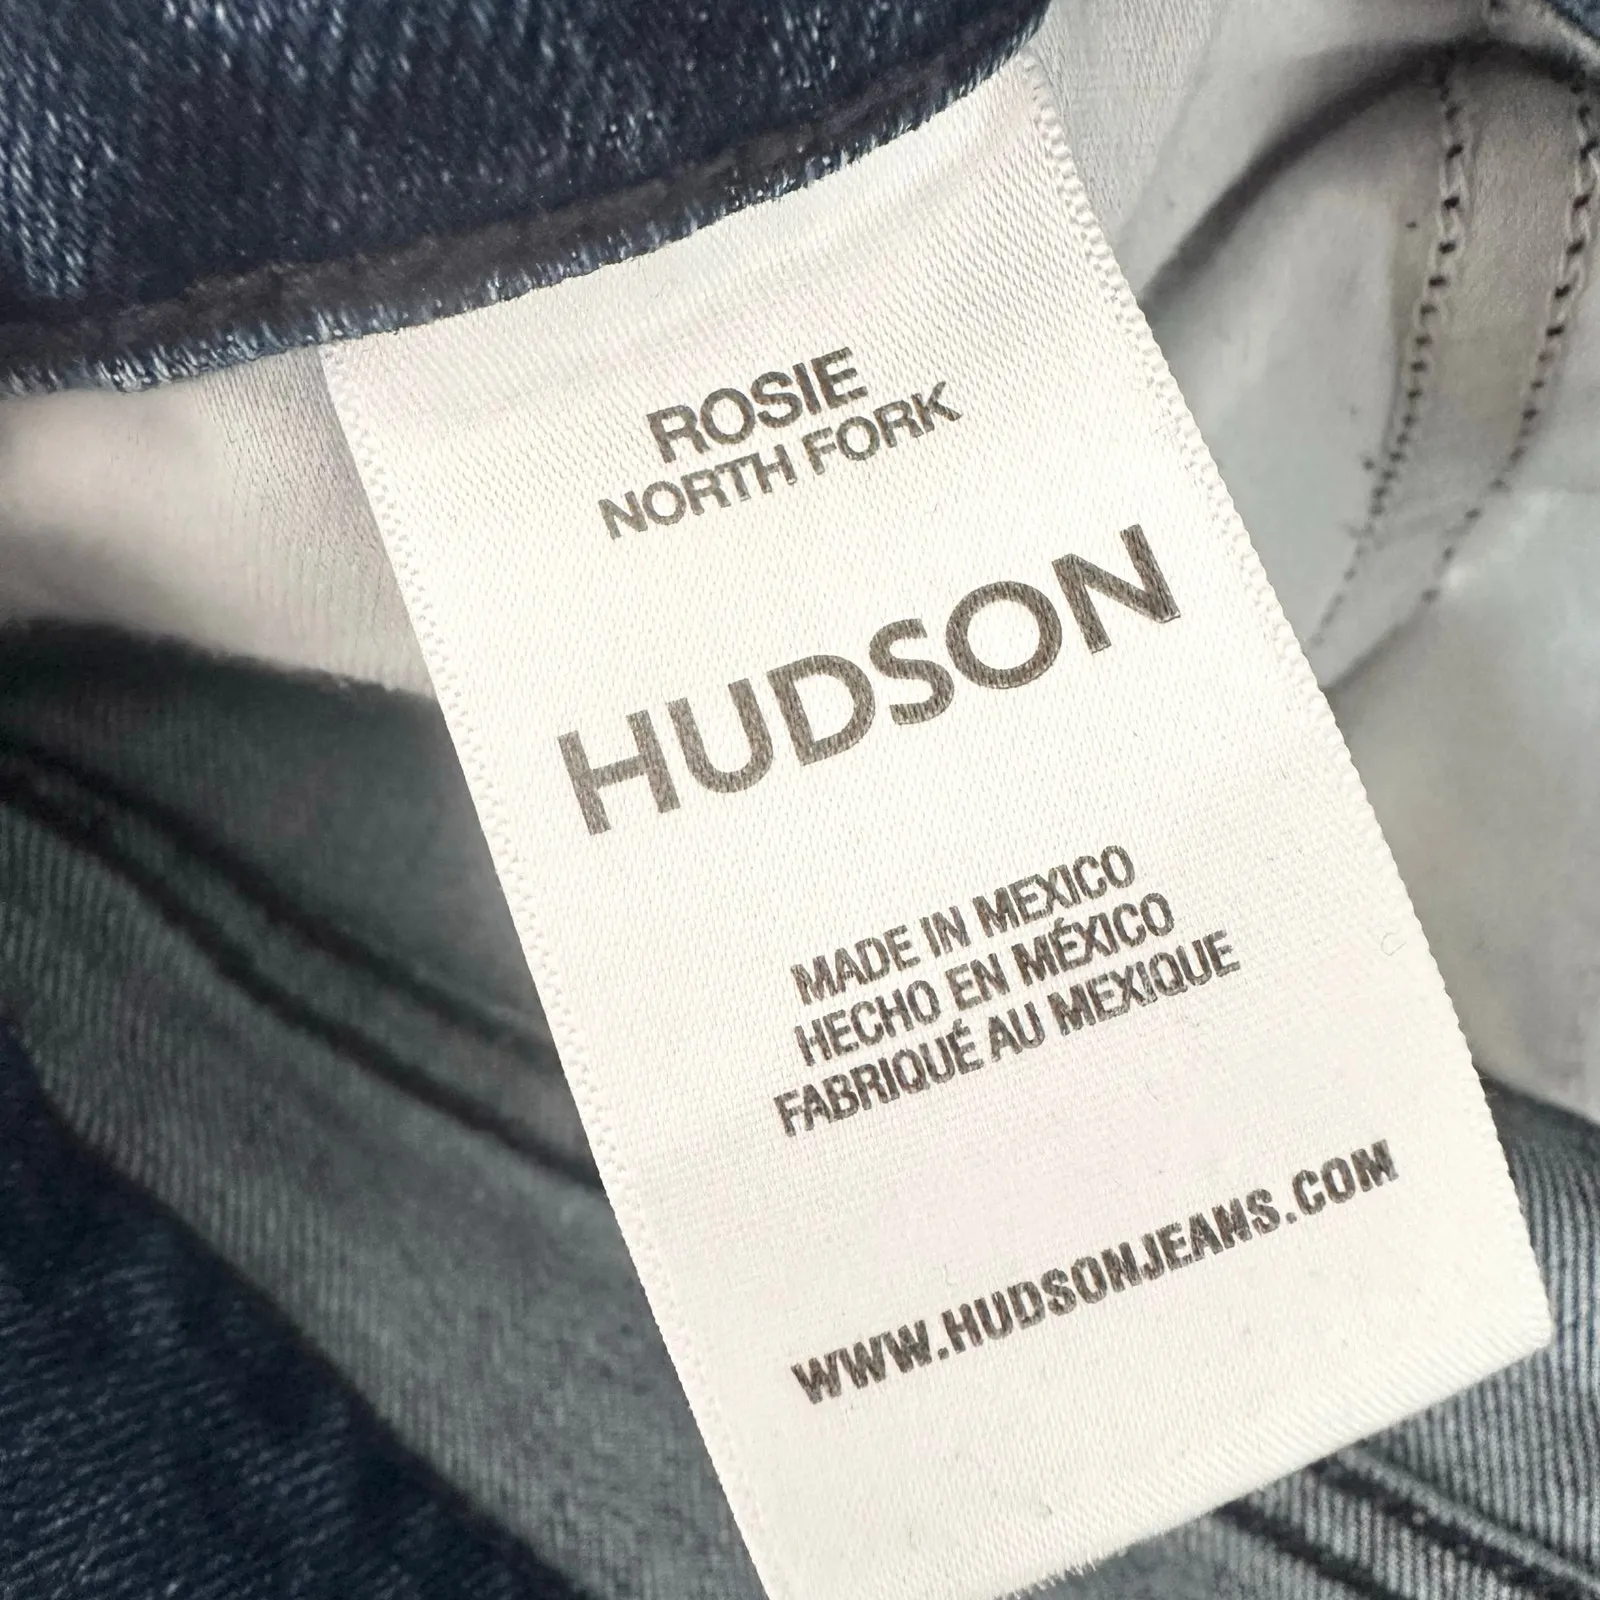 ROSIE
NORTH FORK
HUDSON
MADE IN MEXICO
HECHO EN MÉXICO
FABRIQUÉ AU MEXIQUE
WWW.HUDSONJEANS.COM